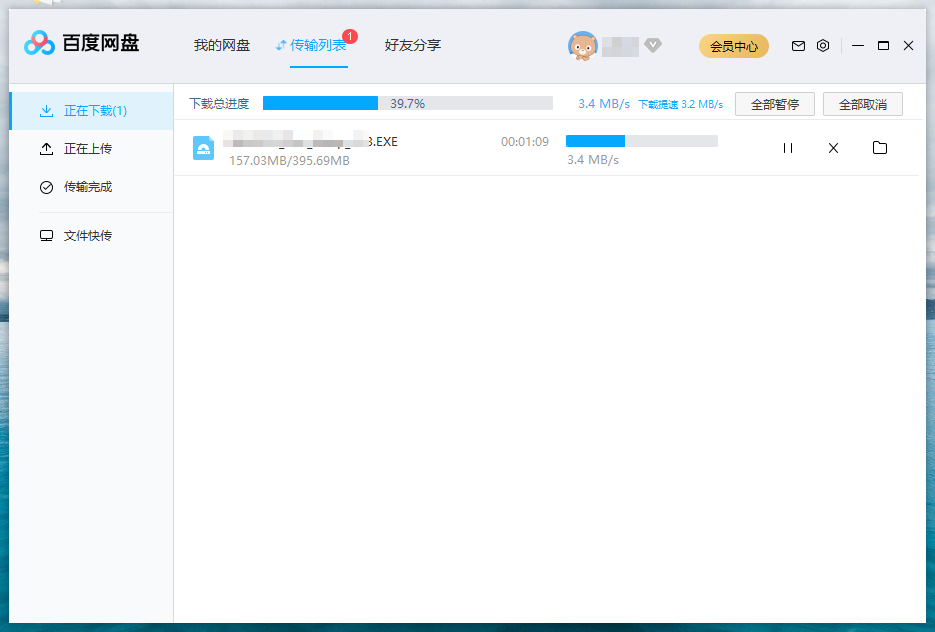 百度网盘
我的网盘
传输列表
1
好友分享
会员中心
正在下载(1)
正在上传
传输完成
文件快传
下载总进度
39.7%
3.4 MB/s
下载提速 3.2 MB/s
全部暂停
全部取消
3.EXE
157.03MB/395.69MB
00:01:09
3.4 MB/s